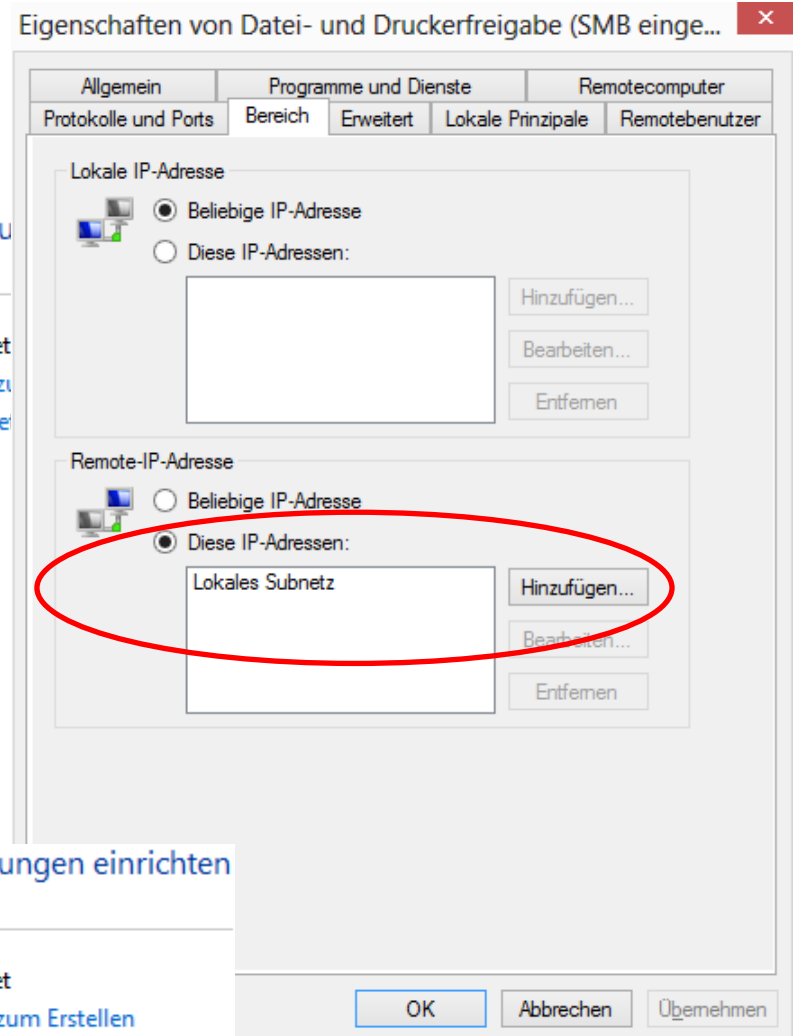 Eigenschaften von Datei- und Druckerfreigabe (SMB einge...
Allgemein
Programme und Dienste
Remotecomputer
Protokolle und Ports
Bereich
Erweitert
Lokale Prinzipale
Remotebenutzer
Lokale IP-Adresse
Beliebige IP-Adresse
Diese IP-Adressen:
Hinzufügen...
Bearbeiten...
Entfernen
Remote-IP-Adresse
Beliebige IP-Adresse
Diese IP-Adressen:
Lokales Subnetz
Hinzufügen...
Bearbeiten...
Entfernen
ungen einrichten
et
zum Erstellen
OK
Abbrechen
Übernehmen